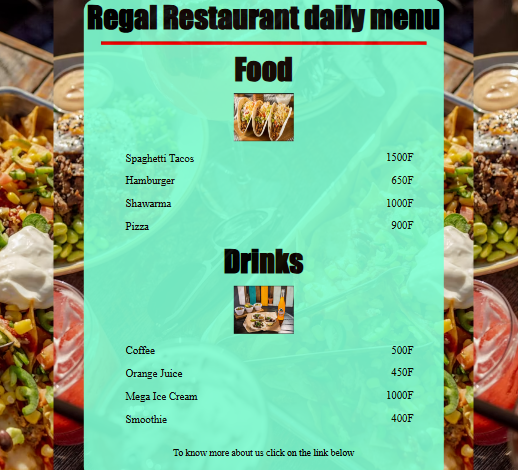 Regal Restaurant daily menu
Food
Spaghetti Tacos 1500F
Hamburger 650F
Shawarma 1000F
Pizza 900F
Drinks
Coffee 500F
Orange Juice 450F
Mega Ice Cream 1000F
Smoothie 400F
To know more about us click on the link below